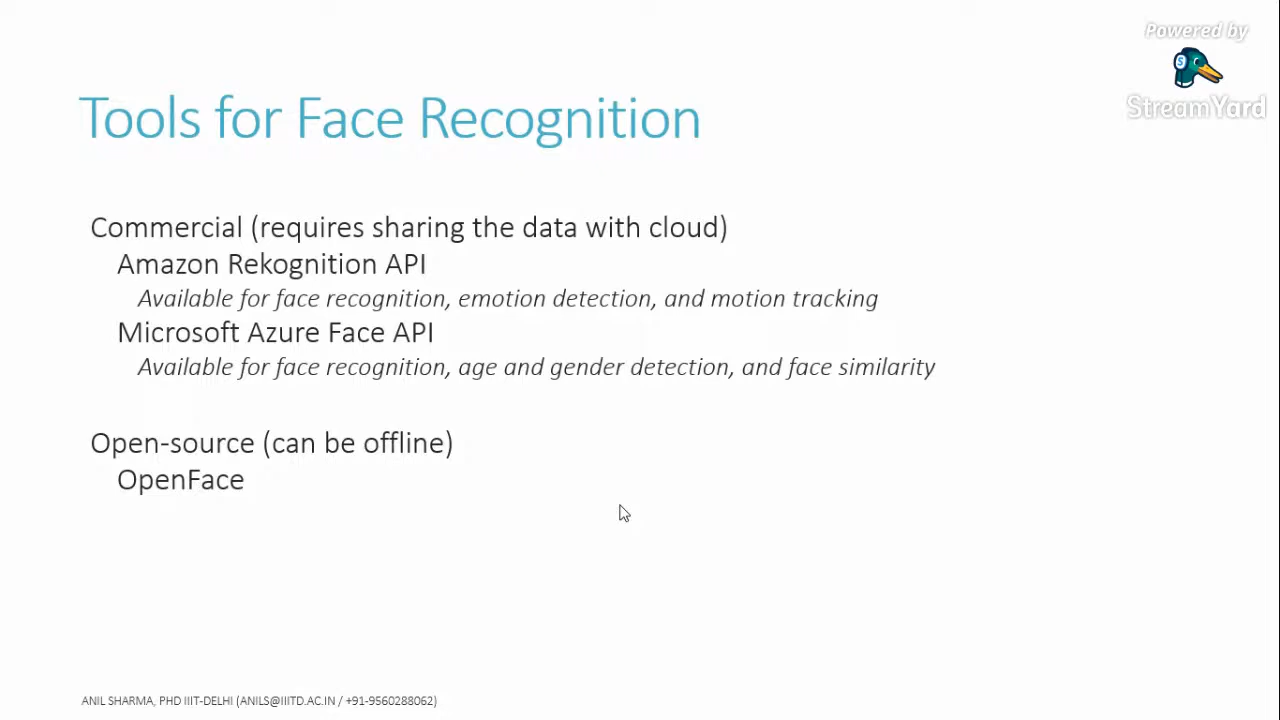 Powered by
StreamYard
Tools for Face Recognition
Commercial (requires sharing the data with cloud)
Amazon Rekognition API
Available for face recognition, emotion detection, and motion tracking
Microsoft Azure Face API
Available for face recognition, age and gender detection, and face similarity
Open-source (can be offline)
OpenFace
ANIL SHARMA, PHD IIIT-DELHI (ANILS@IIITD.AC.IN / +91-9560288062)